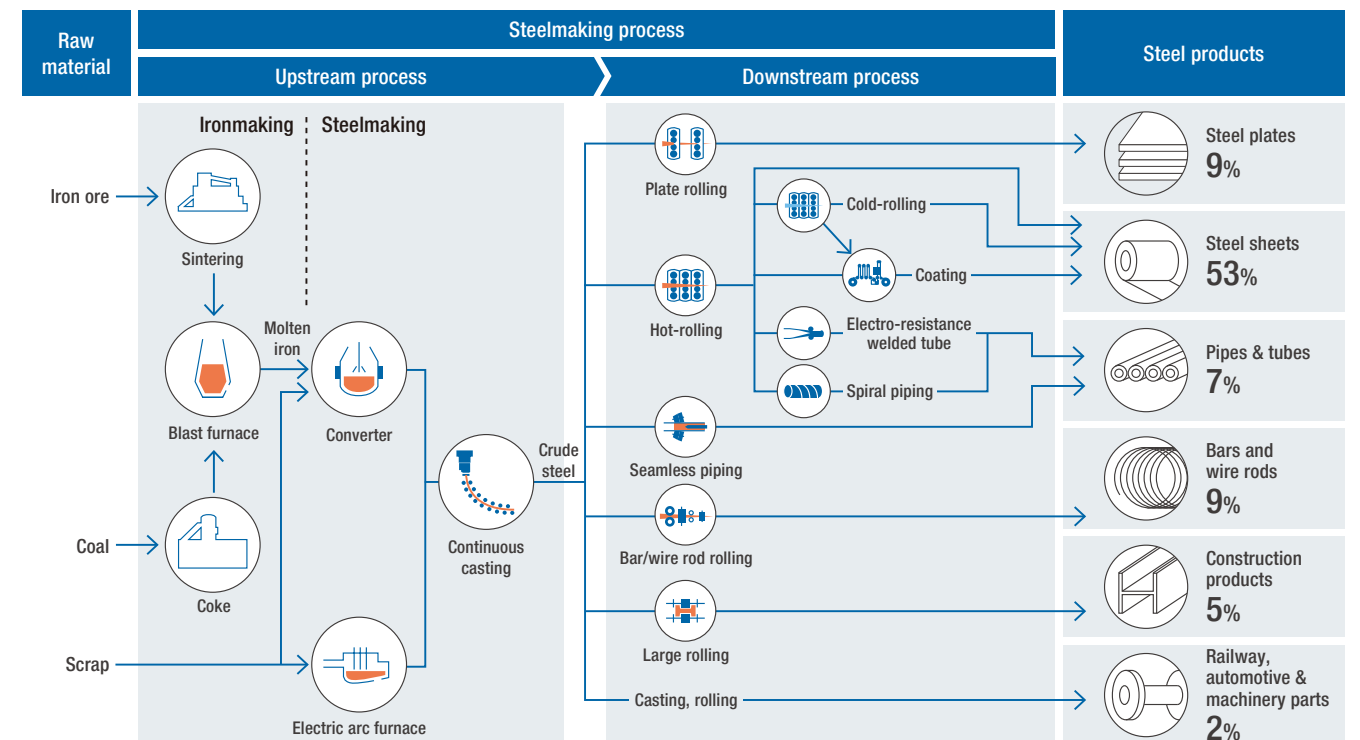 Raw
material
Steelmaking process
Steel products
Upstream process
Downstream process
Ironmaking
Steelmaking
Iron ore
Sintering
Molten
iron
Blast furnace
Converter
Coal
Coke
Scrap
Electric arc furnace
Continuous
casting
Crude
steel
Plate rolling
Hot-rolling
Cold-rolling
Coating
Electro-resistance
welded tube
Spiral piping
Seamless piping
Bar/wire rod rolling
Large rolling
Casting, rolling
Steel plates
9%
Steel sheets
53%
Pipes & tubes
7%
Bars and
wire rods
9%
Construction
products
5%
Railway,
automotive &
machinery parts
2%